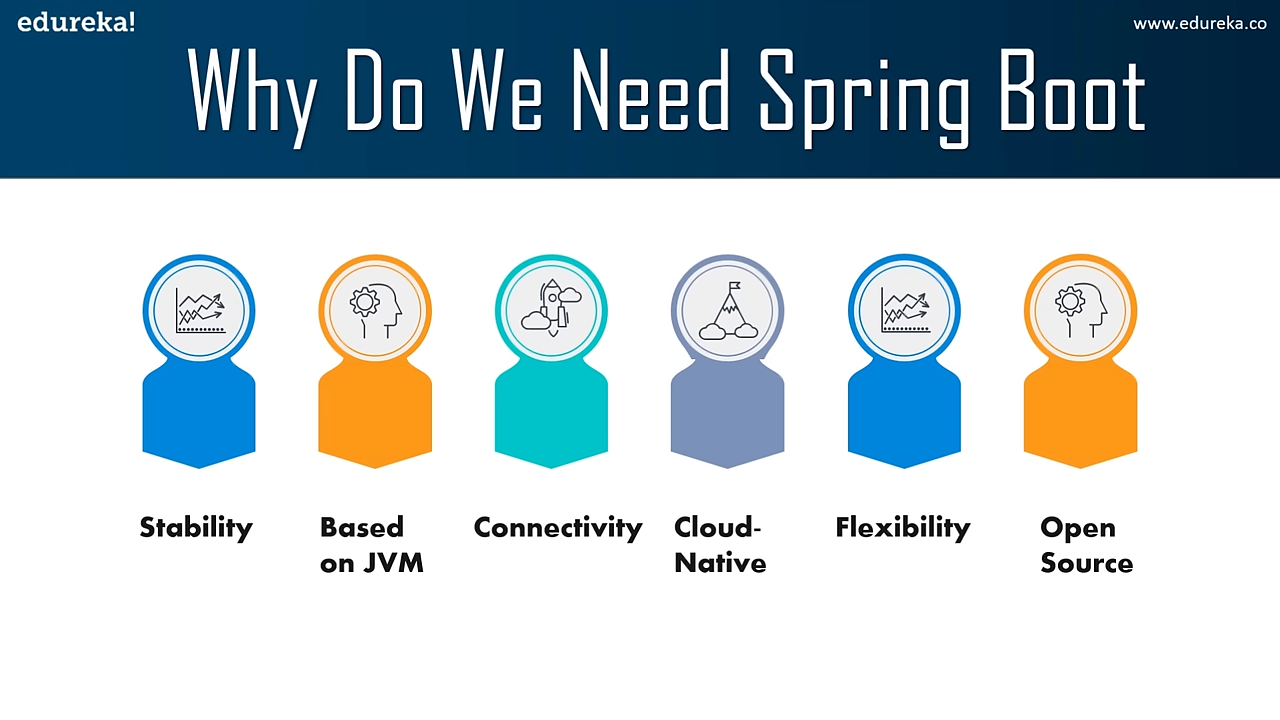 edureka!
www.edureka.co
Why Do We Need Spring Boot
Stability
Based
on JVM
Connectivity
Cloud-
Native
Flexibility
Open
Source